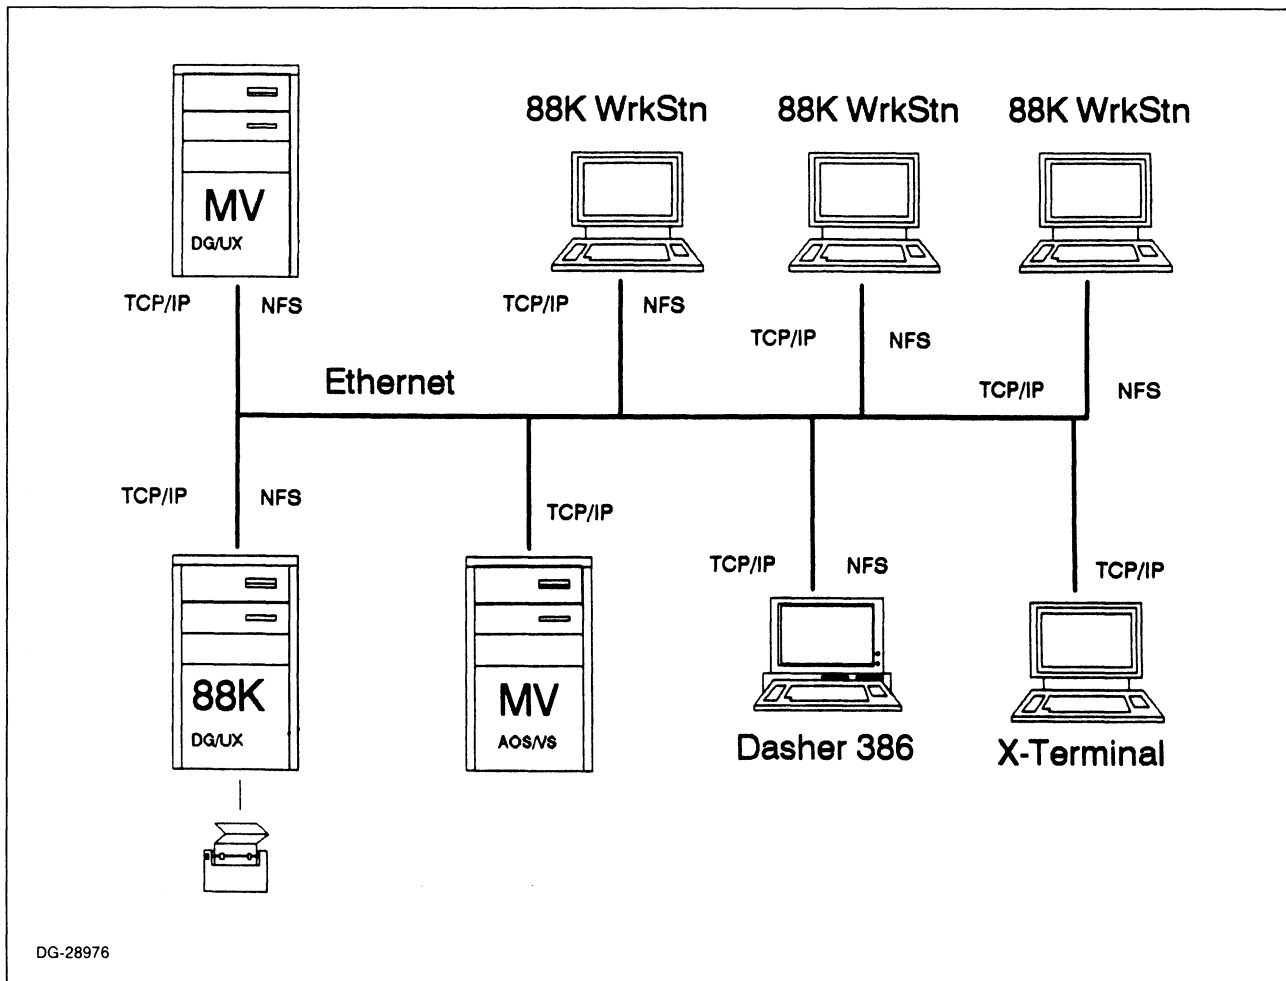 88K WrkStn
88K WrkStn
88K WrkStn
MV
DG/UX
TCP/IP
NFS
TCP/IP
NFS
TCP/IP
NFS
Ethernet
TCP/IP
NFS
TCP/IP
NFS
TCP/IP
TCP/IP
NFS
TCP/IP
88K
DG/UX
MV
AOS/VS
Dasher 386
X-Terminal
DG-28976